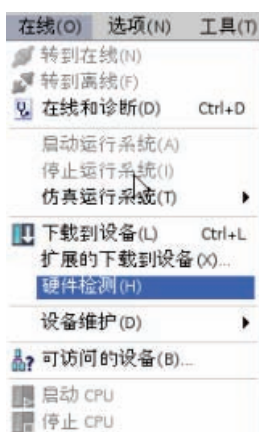 在线(O) 选项(N) 工具(T)
转到在线(N)
转到离线(F)
在线和诊断(D) Ctrl+D
启动运行系统(A)
停止运行系统(I)
仿真运行系统(T)
下载到设备(L) Ctrl+L
扩展的下载到设备(X)...
硬件检测(H)
设备维护(D)
可访问的设备(B)...
启动 CPU
停止 CPU